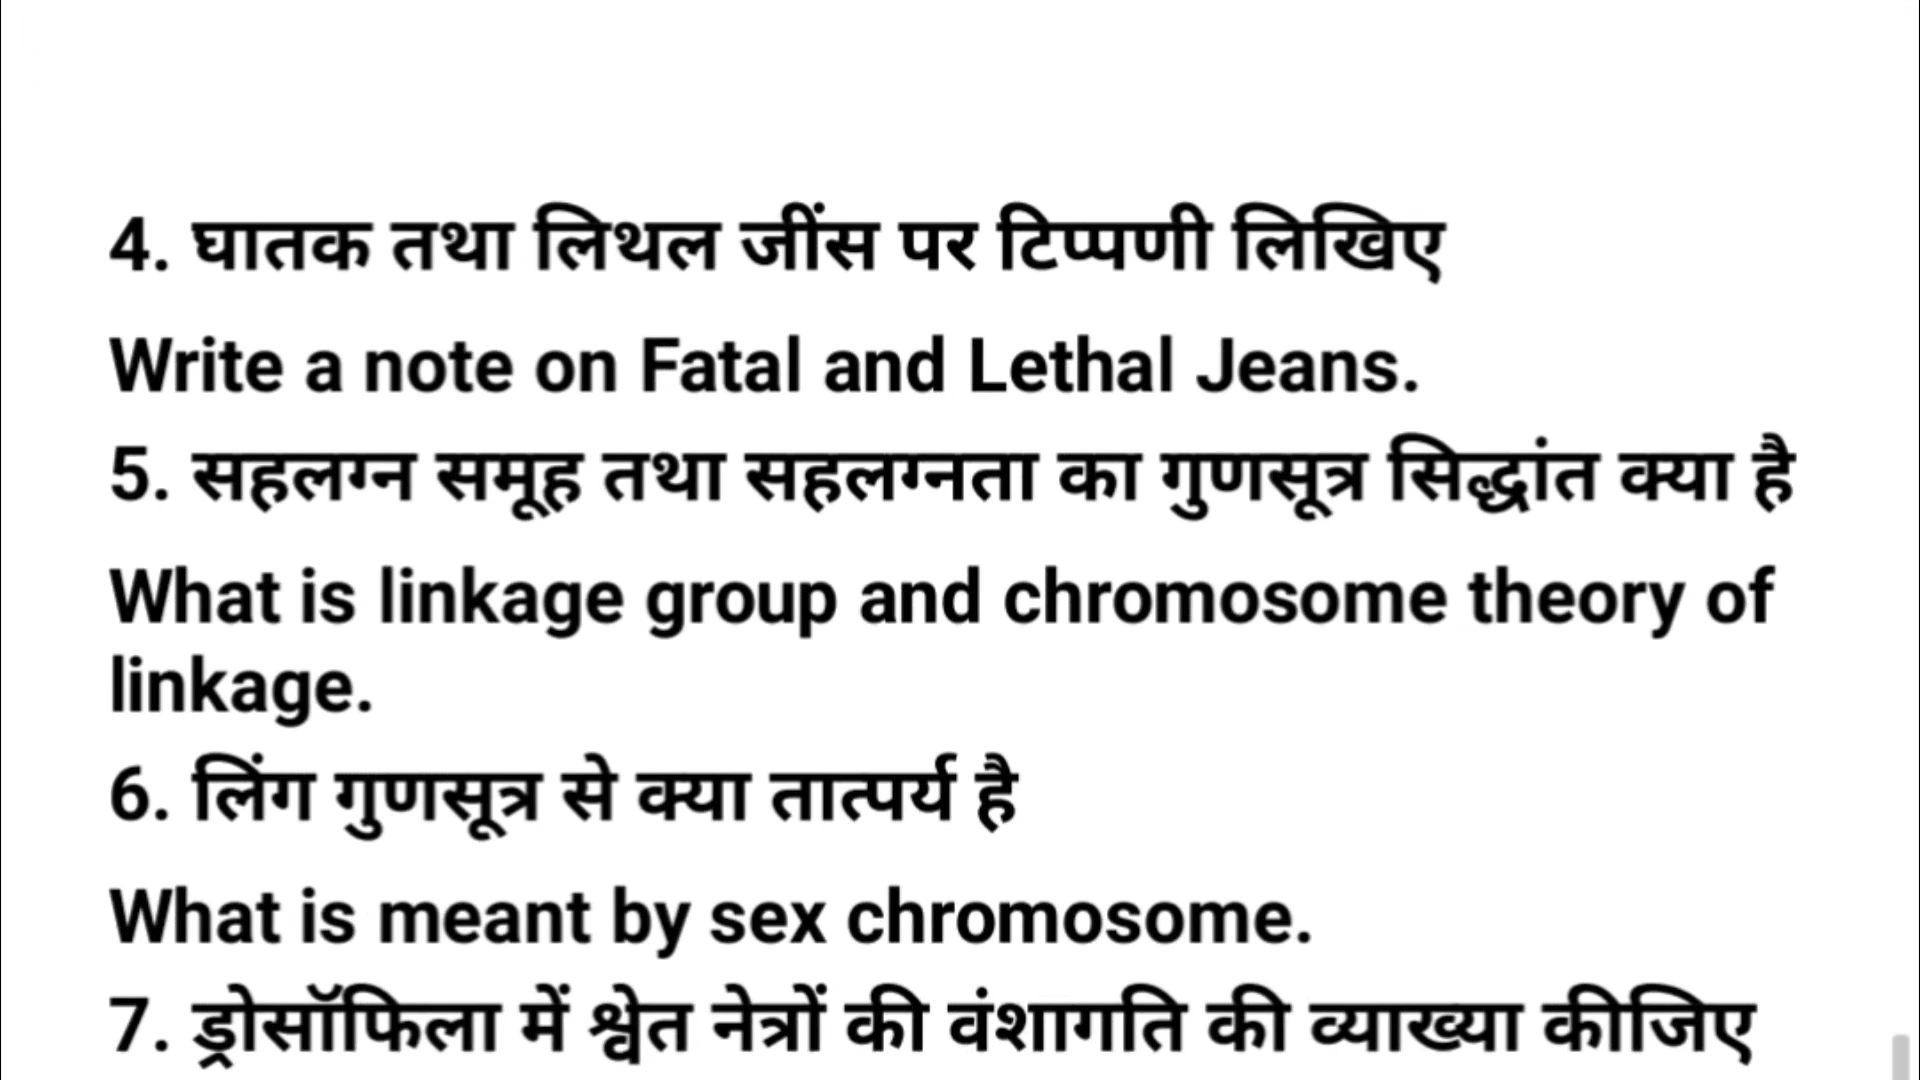 4. घातक तथा लिथल जींस पर टिप्पणी लिखिए
Write a note on Fatal and Lethal Jeans.
5. सहलग्न समूह तथा सहलग्नता का गुणसूत्र सिद्धांत क्या है
What is linkage group and chromosome theory of
linkage.
6. लिंग गुणसूत्र से क्या तात्पर्य है
What is meant by sex chromosome.
7. ड्रोसॉफिला में श्वेत नेत्रों की वंशागति की व्याख्या कीजिए